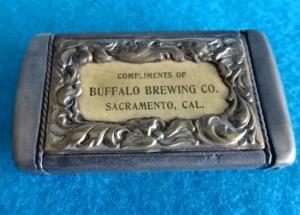 COMPLIMENTS OF
BUFFALO BREWING CO.
SACRAMENTO, CAL.